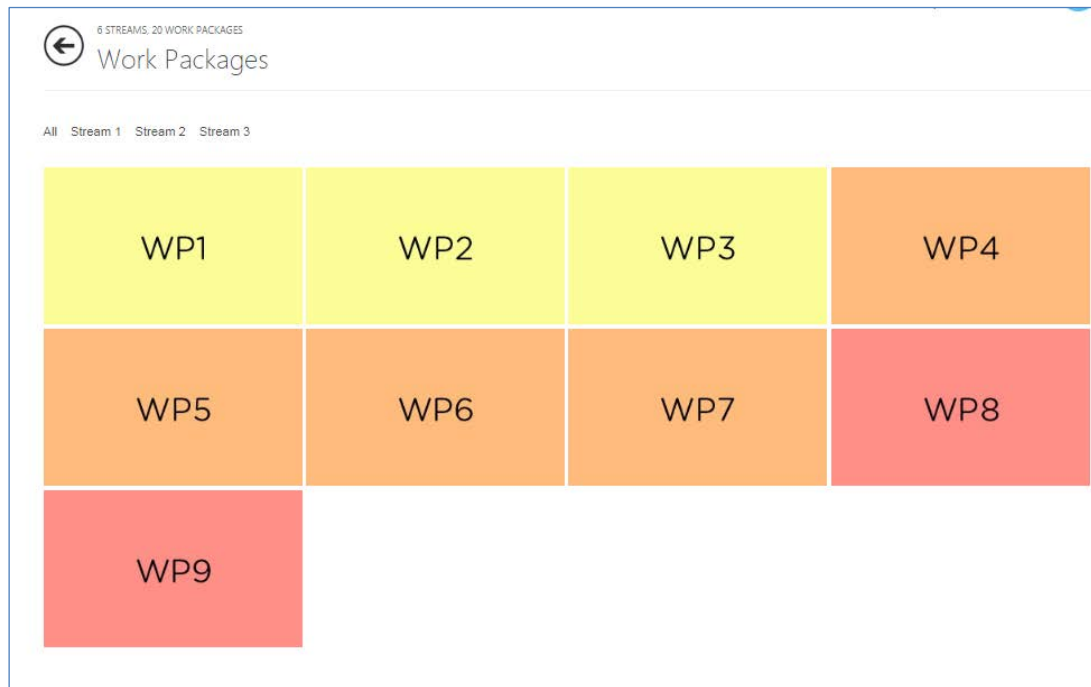 6 STREAMS, 20 WORK PACKAGES
Work Packages
All Stream 1 Stream 2 Stream 3
WP1 WP2 WP3 WP4
WP5 WP6 WP7 WP8
WP9